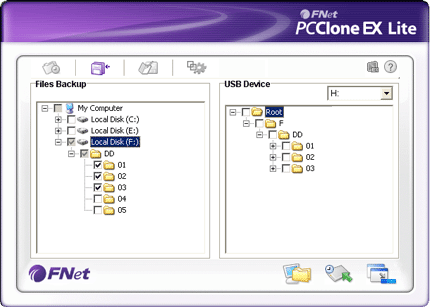 FNet
PCClone EX Lite
Files Backup
My Computer
Local Disk (C:)
Local Disk (E:)
Local Disk (F:)
DD
01
02
03
04
05
USB Device
H:
Root
F
DD
01
02
03
FNet